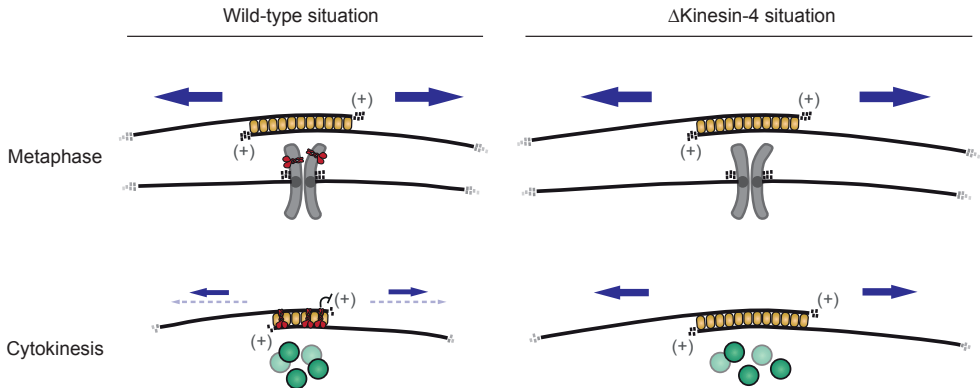 Wild-type situation
ΔKinesin-4 situation
Metaphase
(+)
(+)
(+)
(+)
Cytokinesis
(+)
(+)
(+)
(+)